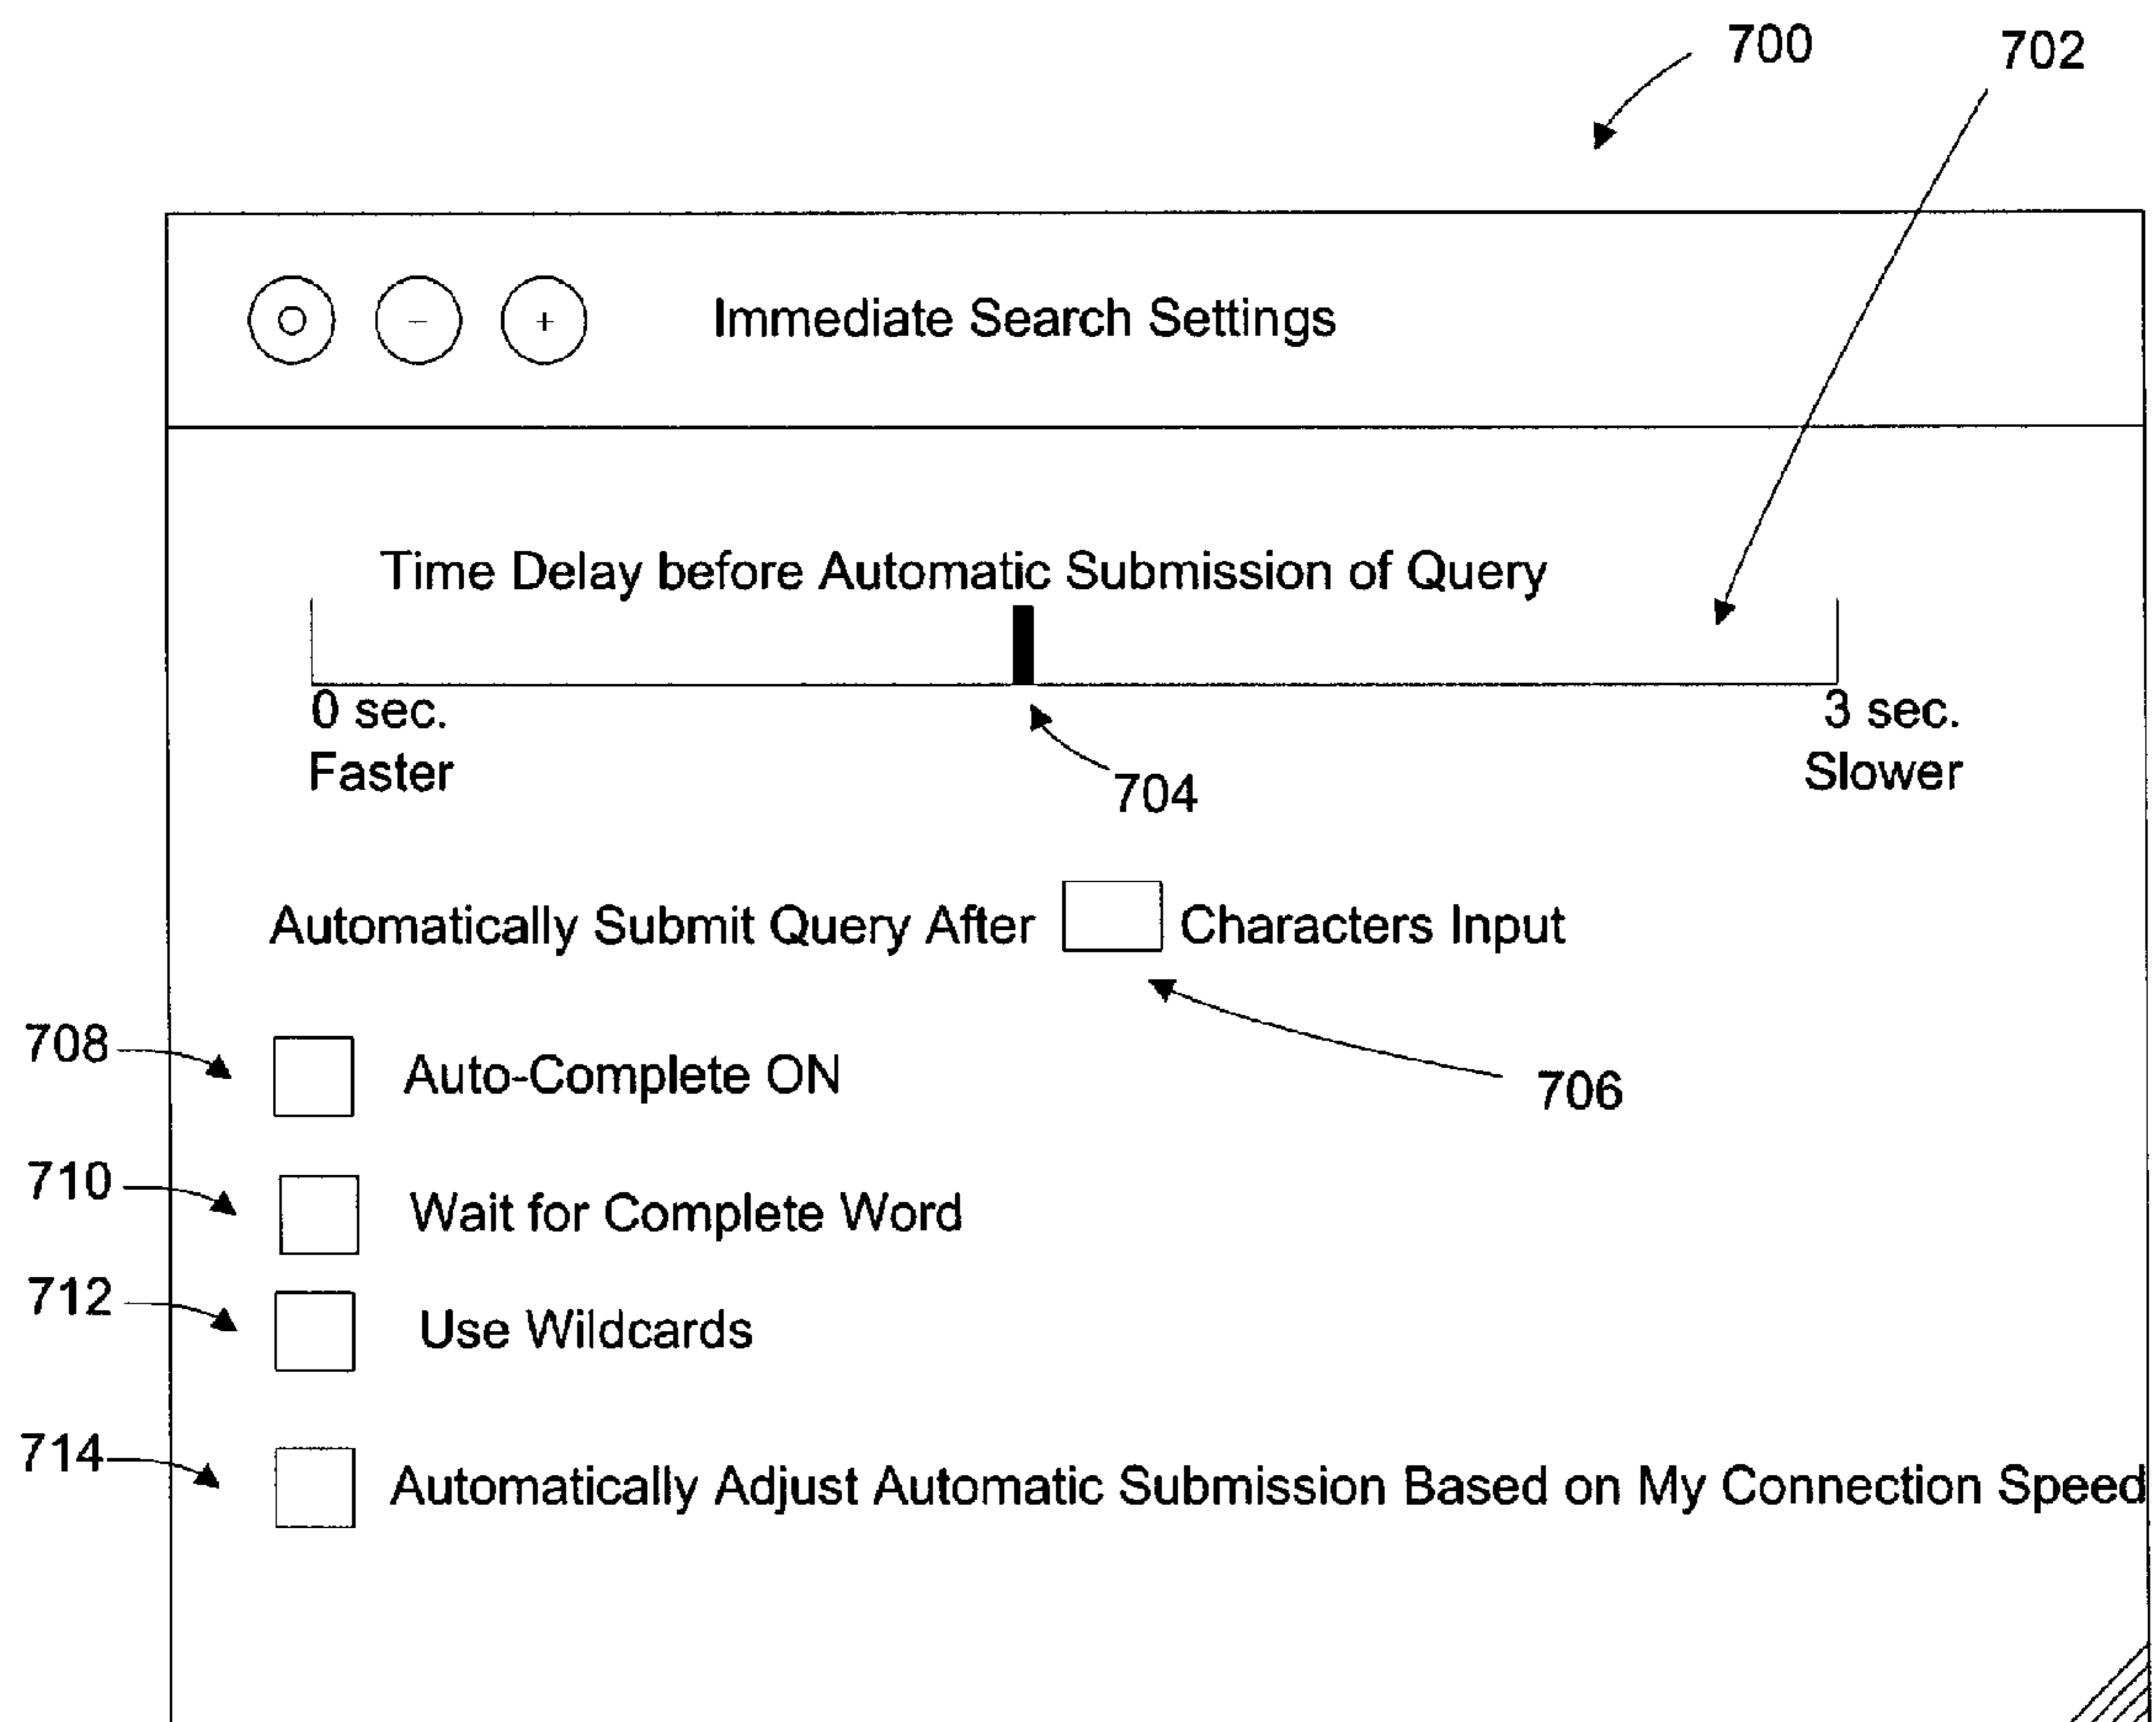 700
702
Immediate Search Settings
Time Delay before Automatic Submission of Query
0 sec.
3 sec.
Faster
Slower
704
Automatically Submit Query After
Characters Input
706
708
Auto-Complete ON
710
Wait for Complete Word
712
Use Wildcards
714
Automatically Adjust Automatic Submission Based on My Connection Speed